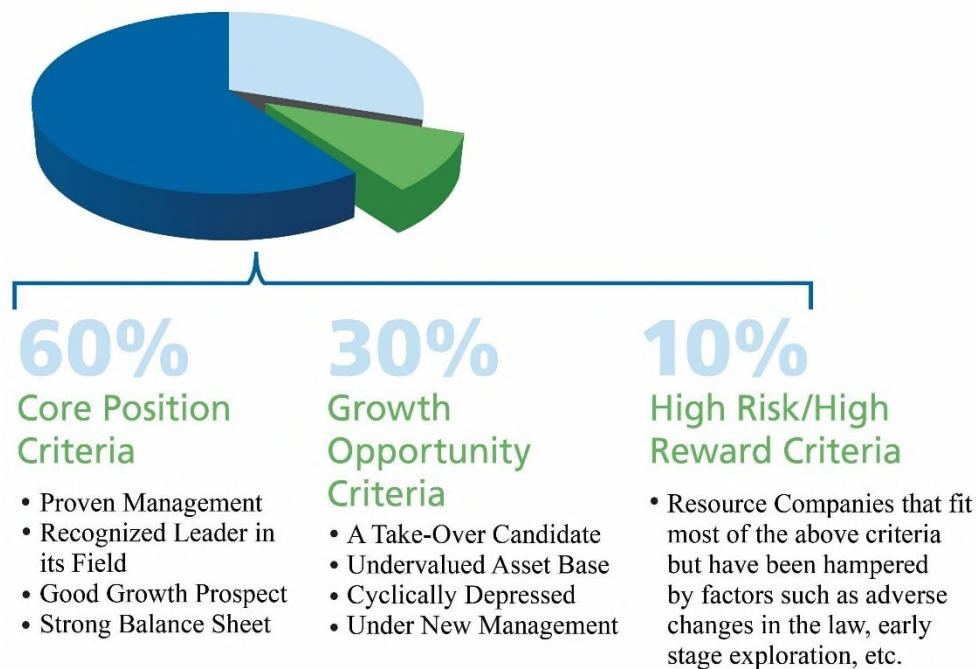 60%
Core Position
Criteria
• Proven Management
• Recognized Leader in
its Field
• Good Growth Prospect
• Strong Balance Sheet
30%
Growth
Opportunity
Criteria
• A Take-Over Candidate
• Undervalued Asset Base
• Cyclically Depressed
• Under New Management
10%
High Risk/High
Reward Criteria
• Resource Companies that fit
most of the above criteria
but have been hampered
by factors such as adverse
changes in the law, early
stage exploration, etc.